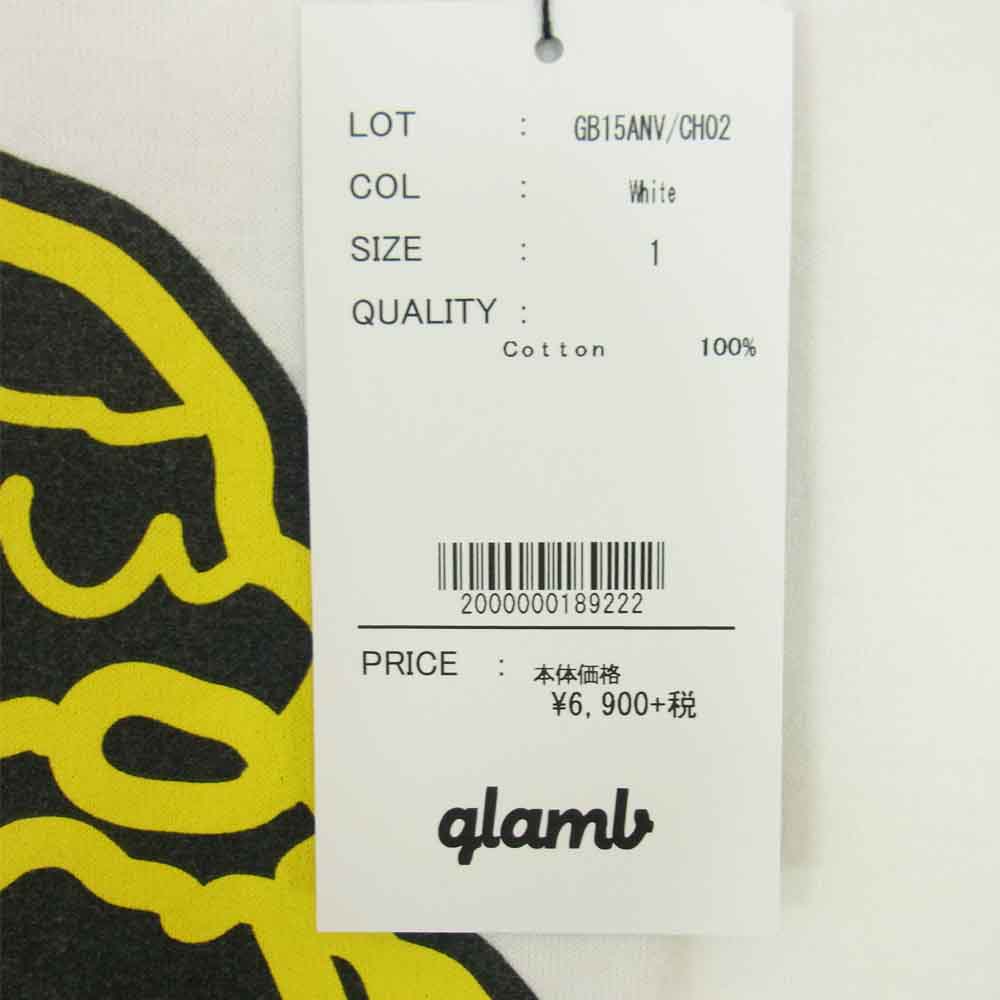 LOT : GB15ANV/CH02
COL : White
SIZE : 1
QUALITY :
Cotton 100%
2000000189222
PRICE : 本体価格
¥6,900+税
glamb